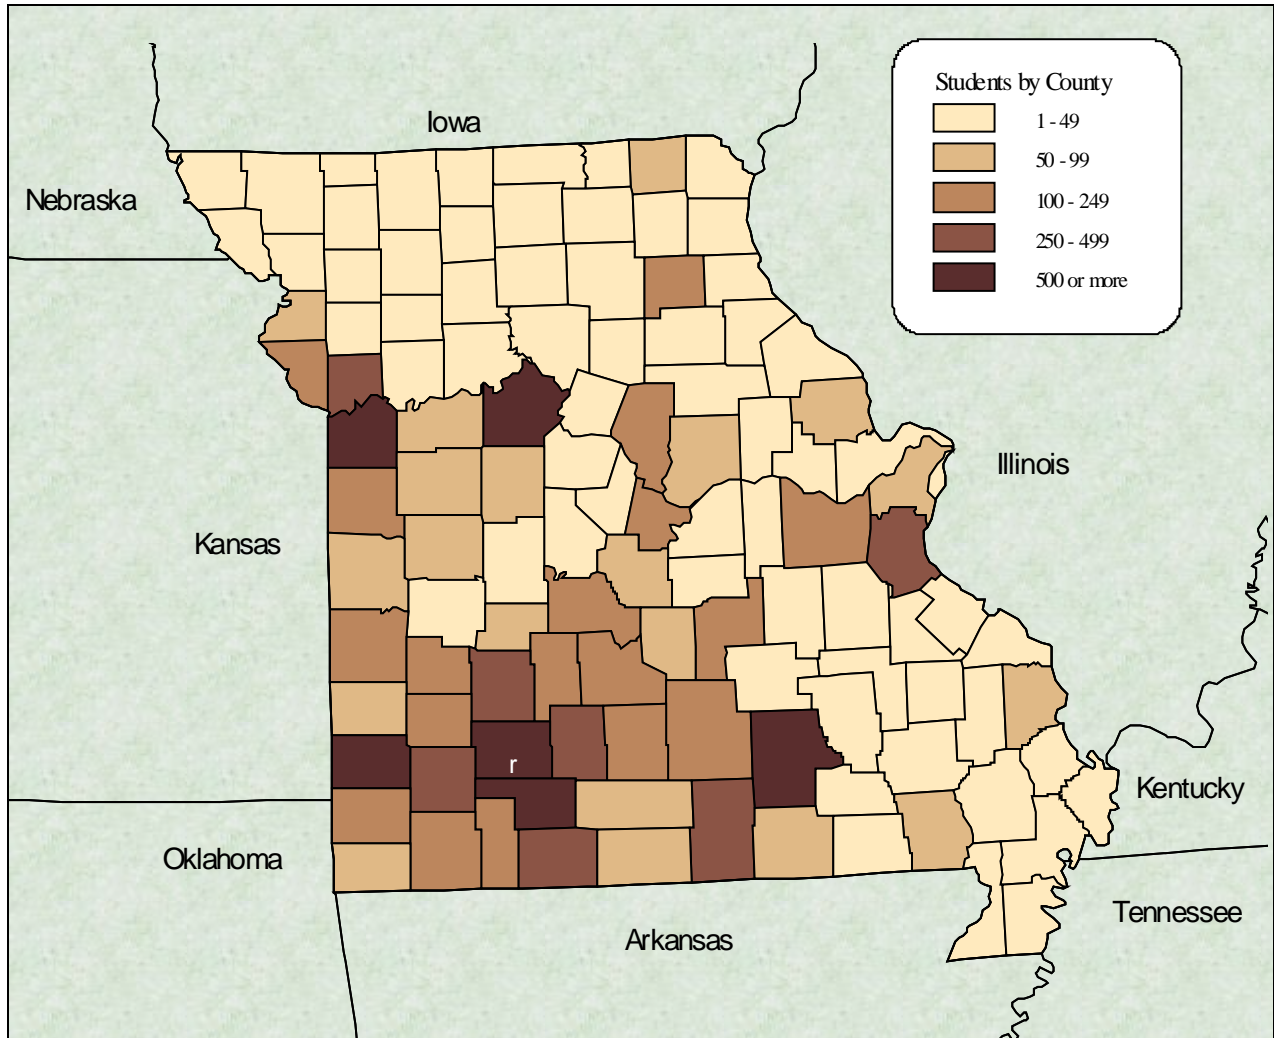 Iowa
Nebraska
Students by County
1 - 49
50 - 99
100 - 249
250 - 499
500 or more
Illinois
Kansas
r
Kentucky
Oklahoma
Tennessee
Arkansas